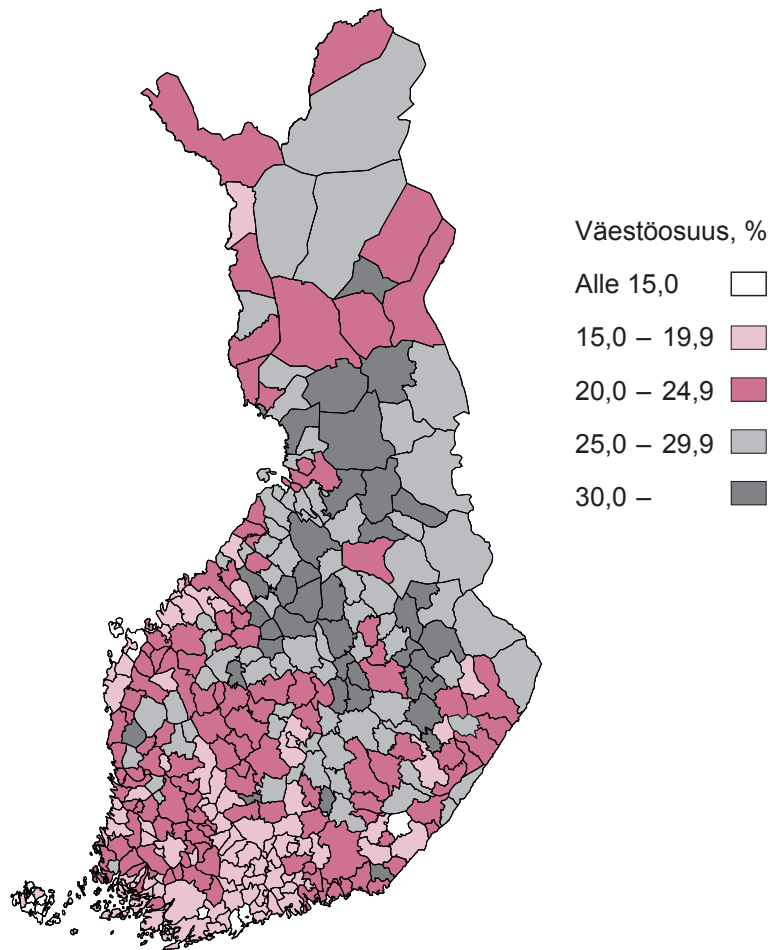 Väestöosuus, %
Alle 15,0
15,0 – 19,9
20,0 – 24,9
25,0 – 29,9
30,0 –